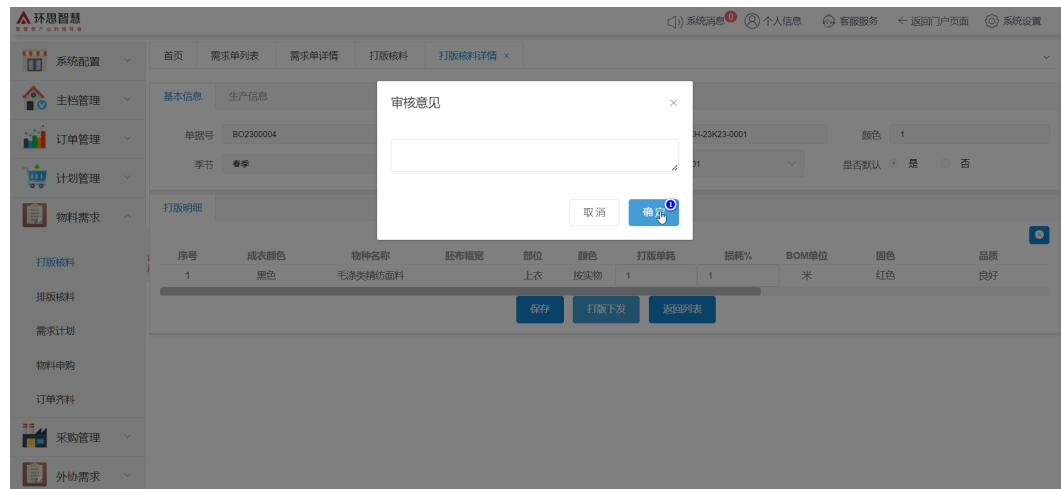 环思智慧
系统消息 0 个人信息 客服服务 返回门户页面 系统设置
系统配置
首页 需求单列表 需求单详情 打版核料 打版核料详情 ×
主档管理
基本信息 生产信息
审核意见 ×
订单管理
单据号 BO2300004 H-23K23-0001 颜色 1
季节 春季 01 是否默认 是 否
计划管理
取消 确定 1
物料需求
打版明细
打版核料
序号 成衣颜色 物种名称 胚布幅宽 部位 颜色 打版单耗 损耗% BOM单位 固色 品质
1 黑色 毛涤类精纺面料 上衣 按实物 1 1 米 红色 良好
排版核料
保存 打版下发 返回列表
需求计划
物料申购
订单齐料
采购管理
外协需求